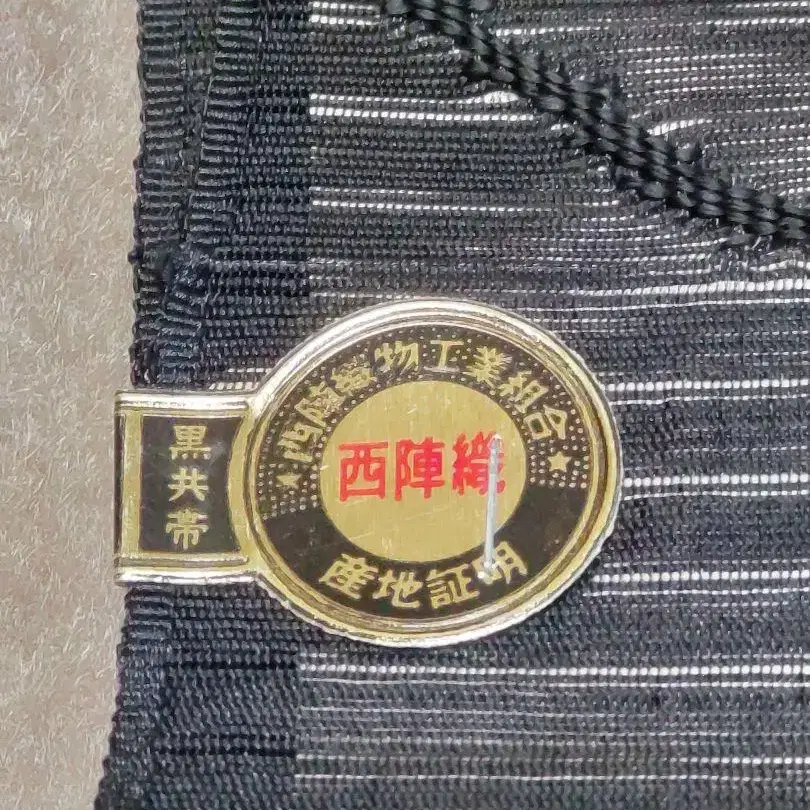 西陣織物工業組合
西陣織
産地証明
黒共帯